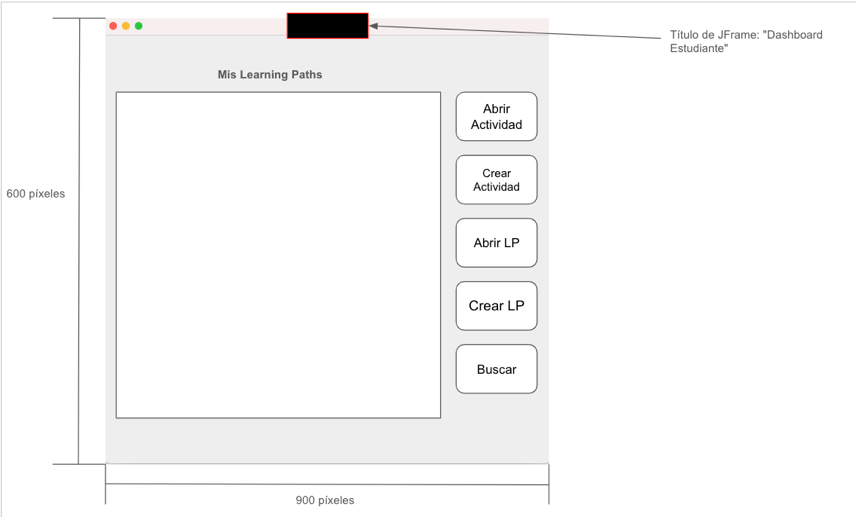 Título de JFrame: "Dashboard
Estudiante"
Mis Learning Paths
Abrir
Actividad
Crear
Actividad
600 píxeles
Abrir LP
Crear LP
Buscar
900 píxeles